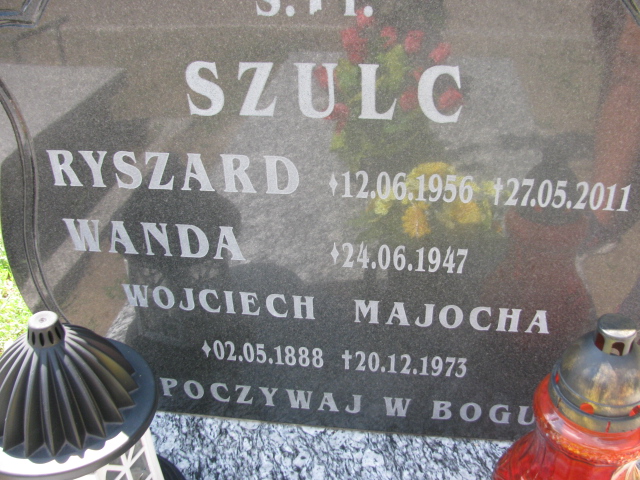 Ś. † P.
SZULC
RYSZARD ♦12.06.1956 †27.05.2011
WANDA ♦24.06.1947
WOJCIECH MAJOCHA
♦02.05.1888 †20.12.1973
POCZYWAJ W BOGU